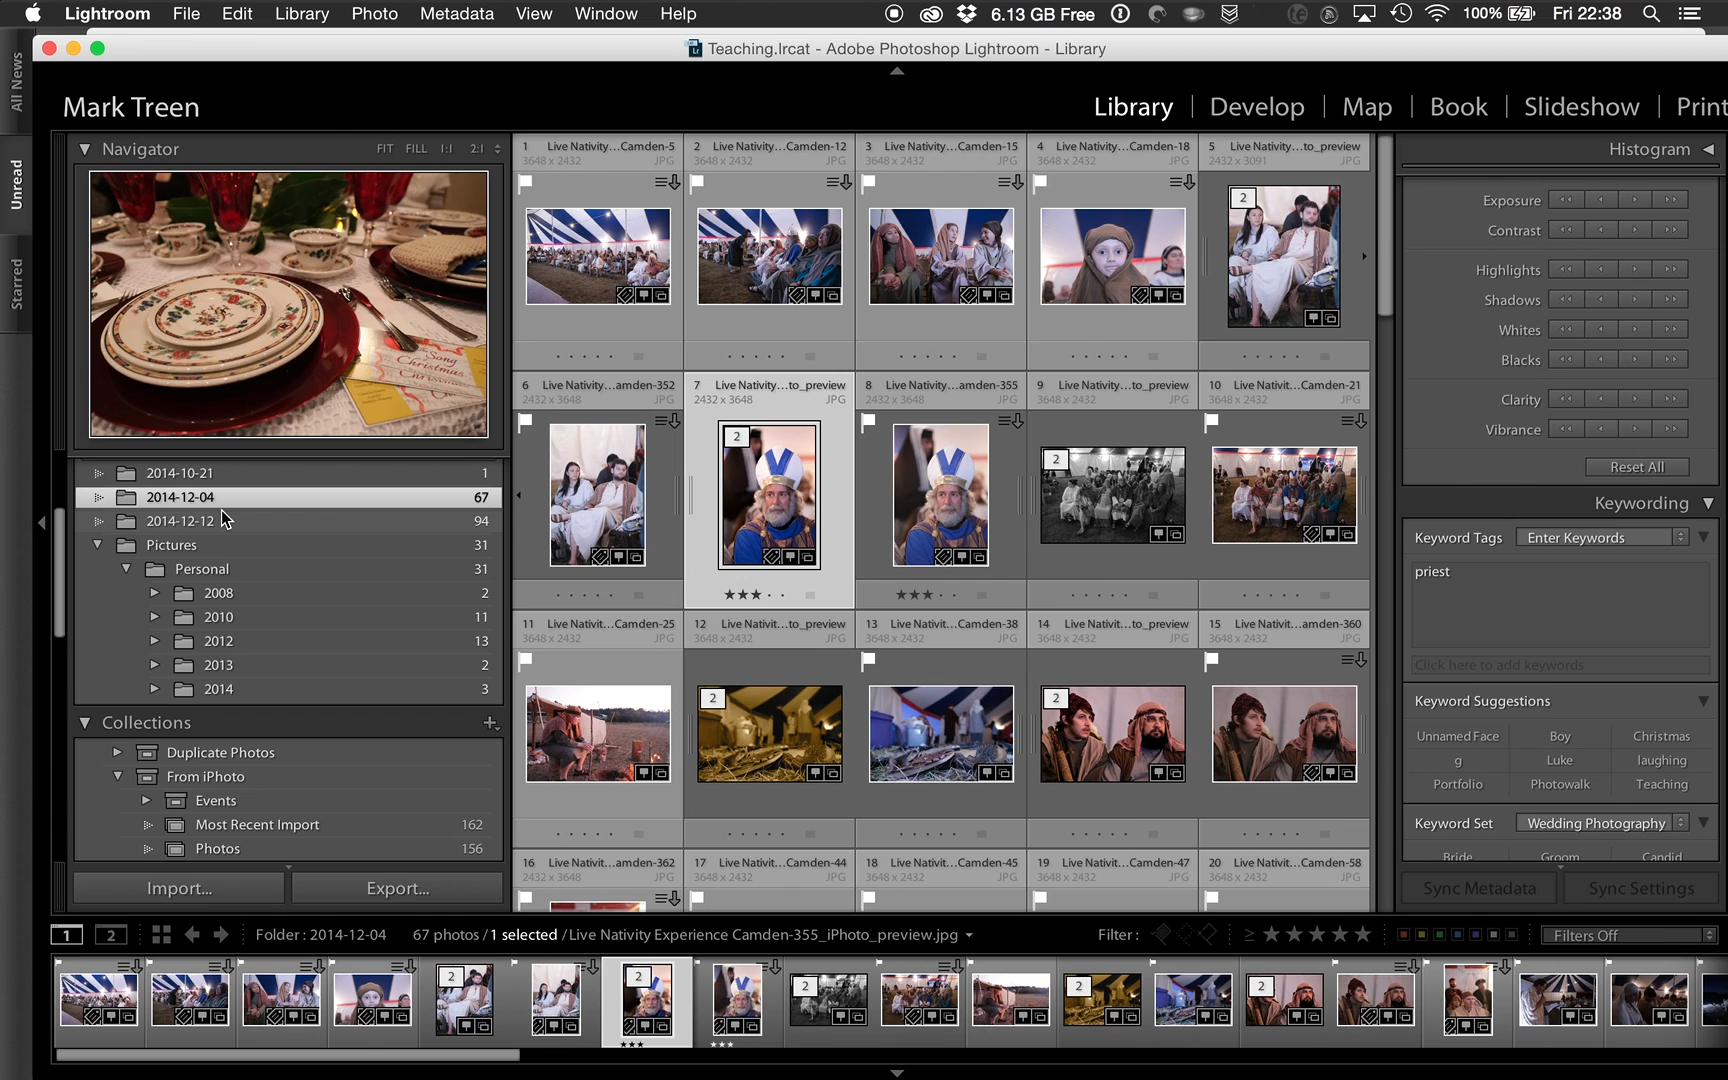 Lightroom File Edit Library Photo Metadata View Window Help 6.13 GB Free 100% Fri 22:38
Teaching.lrcat - Adobe Photoshop Lightroom - Library
All News
Unread
Starred
Mark Treen
Library | Develop | Map | Book | Slideshow | Print
Navigator FIT FILL 1:1 2:1
Song
Christmas
2014-10-21 1
2014-12-04 67
2014-12-12 94
Pictures 31
Personal 31
2008 2
2010 11
2012 13
2013 2
2014 3
Collections
Duplicate Photos
From iPhoto
Events
Most Recent Import 162
Photos 156
Import... Export...
1 Live Nativity...Camden-5
3648 x 2432 JPG
2 Live Nativity...Camden-12
3648 x 2432 JPG
3 Live Nativity...Camden-15
3648 x 2432 JPG
4 Live Nativity...Camden-18
3648 x 2432 JPG
5 Live Nativity...to_preview
2432 x 3091 JPG
2
6 Live Nativity...amden-352
2432 x 3648 JPG
7 Live Nativity...to_preview
2432 x 3648 JPG
2
8 Live Nativity...amden-355
2432 x 3648 JPG
9 Live Nativity...to_preview
3648 x 2432 JPG
2
10 Live Nativit...Camden-21
3648 x 2432 JPG
11 Live Nativit...Camden-25
3648 x 2432 JPG
12 Live Nativit...to_preview
3648 x 2432 JPG
2
13 Live Nativit...Camden-38
3648 x 2432 JPG
14 Live Nativit...to_preview
3648 x 2432 JPG
2
15 Live Nativit...amden-360
3648 x 2432 JPG
16 Live Nativit...amden-362
2432 x 3648 JPG
17 Live Nativit...Camden-44
3648 x 2432 JPG
18 Live Nativit...Camden-45
3648 x 2432 JPG
19 Live Nativit...Camden-47
3648 x 2432 JPG
20 Live Nativit...Camden-58
3648 x 2432 JPG
Histogram
Exposure
Contrast
Highlights
Shadows
Whites
Blacks
Clarity
Vibrance
Reset All
Keywording
Keyword Tags Enter Keywords
priest
Click here to add keywords
Keyword Suggestions
Unnamed Face Boy Christmas
g Luke laughing
Portfolio Photowalk Teaching
Keyword Set Wedding Photography
Bride Groom Candid
Sync Metadata Sync Settings
1 2 Folder : 2014-12-04 67 photos / 1 selected / Live Nativity Experience Camden-355_iPhoto_preview.jpg Filter : ≥ ★★★★★ Filters Off
2 2 2 2 2